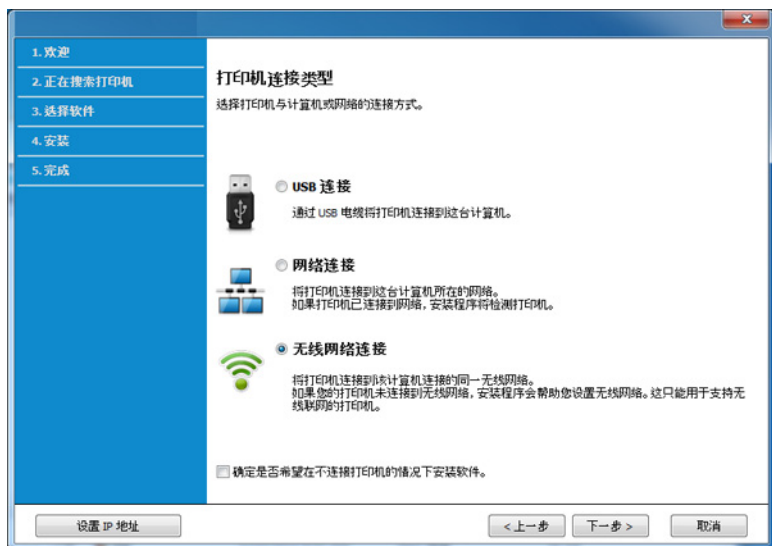 1. 欢迎
2. 正在搜索打印机
3. 选择软件
4. 安装
5. 完成
打印机连接类型
选择打印机与计算机或网络的连接方式。
USB 连接
通过 USB 电缆将打印机连接到这台计算机。
网络连接
将打印机连接到这台计算机所在的网络。
如果打印机已连接到网络，安装程序将检测打印机。
无线网络连接
将打印机连接到该计算机连接的同一无线网络。
如果您的打印机未连接到无线网络，安装程序会帮助您设置无线网络。这只能用于支持无
线联网的打印机。
确定是否希望在不连接打印机的情况下安装软件。
设置 IP 地址
<上一步
下一步>
取消